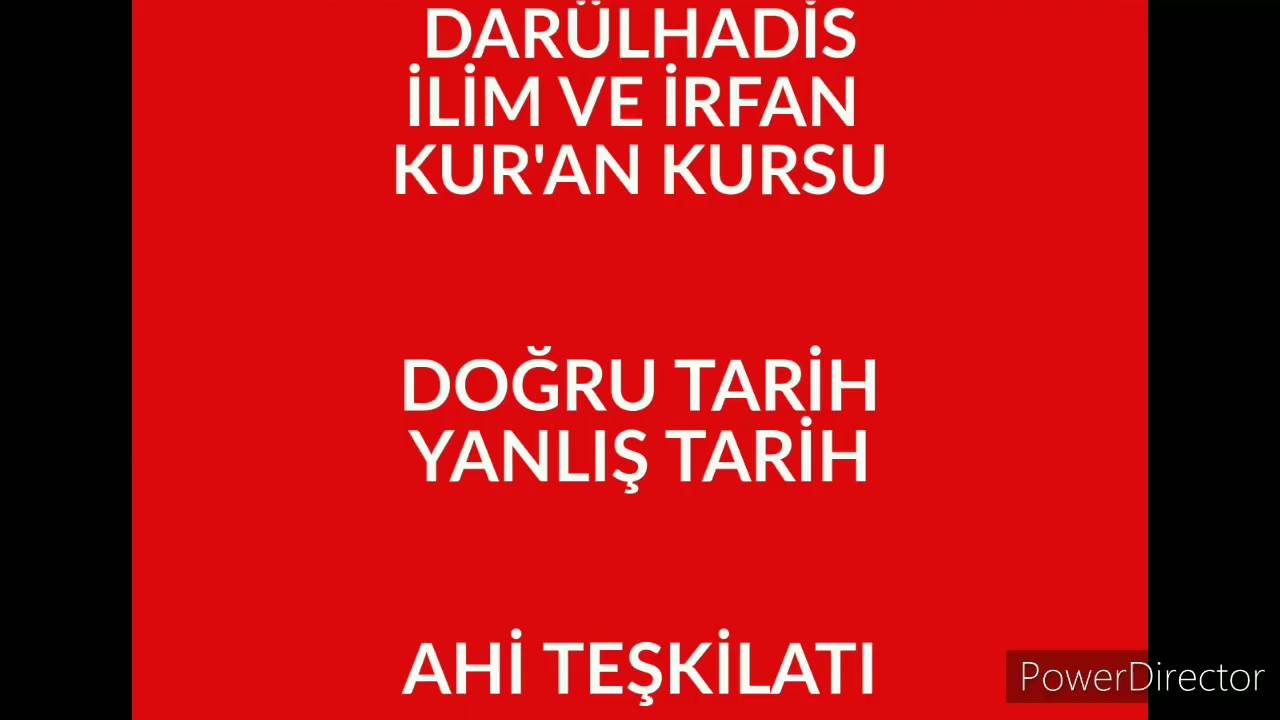 DARÜLHADİS
İLİM VE İRFAN
KUR'AN KURSU
DOĞRU TARİH
YANLIŞ TARİH
AHİ TEŞKİLATI
PowerDirector